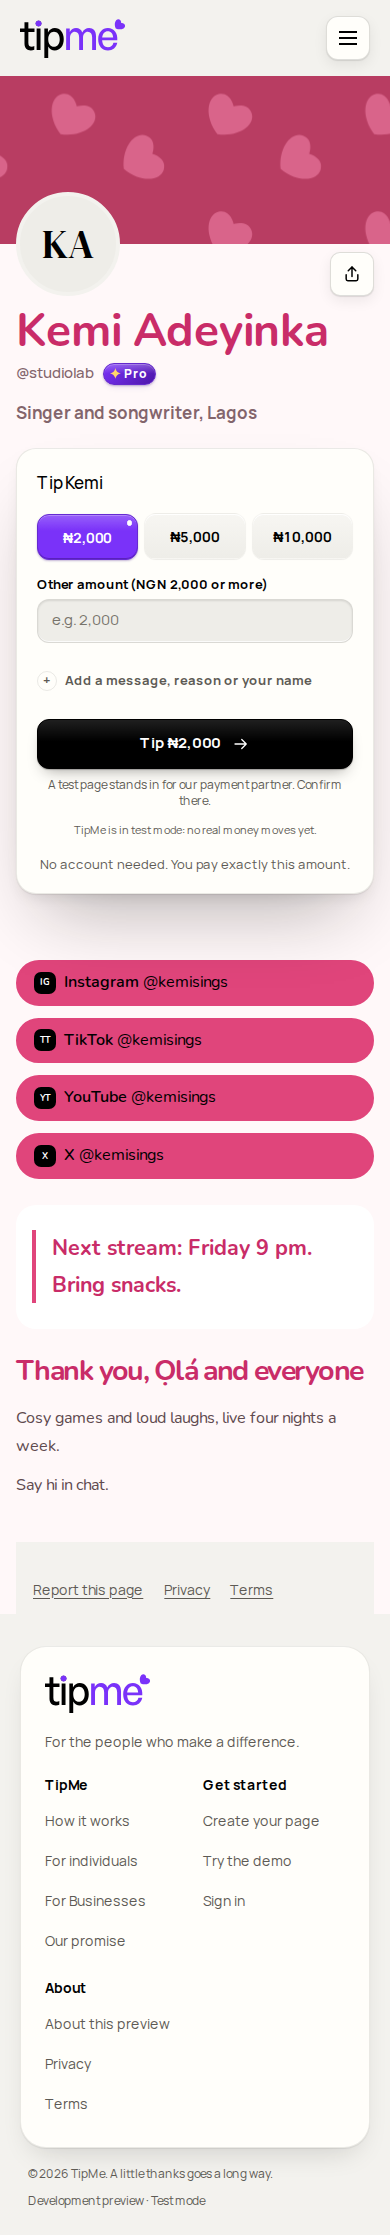 tipme
KA
Kemi Adeyinka
@studiolab ✦ Pro
Singer and songwriter, Lagos
Tip Kemi
₦2,000 ₦5,000 ₦10,000
Other amount (NGN 2,000 or more)
e.g. 2,000
+ Add a message, reason or your name
Tip ₦2,000 →
A test page stands in for our payment partner. Confirm
there.
TipMe is in test mode: no real money moves yet.
No account needed. You pay exactly this amount.
IG Instagram @kemisings
TT TikTok @kemisings
YT YouTube @kemisings
X X @kemisings
Next stream: Friday 9 pm.
Bring snacks.
Thank you, Ọlá and everyone
Cosy games and loud laughs, live four nights a
week.
Say hi in chat.
Report this page Privacy Terms
tipme
For the people who make a difference.
TipMe Get started
How it works Create your page
For individuals Try the demo
For Businesses Sign in
Our promise
About
About this preview
Privacy
Terms
© 2026 TipMe. A little thanks goes a long way.
Development preview · Test mode